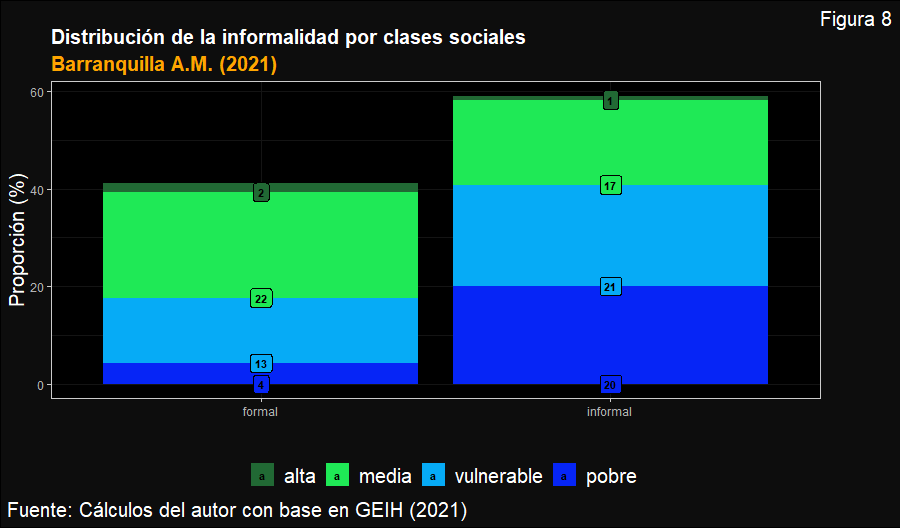 Figura 8
Distribución de la informalidad por clases sociales
Barranquilla A.M. (2021)
Proporción (%)
60
40
20
0
2
22
13
4
1
17
21
20
formal
informal
a alta a media a vulnerable a pobre
Fuente: Cálculos del autor con base en GEIH (2021)